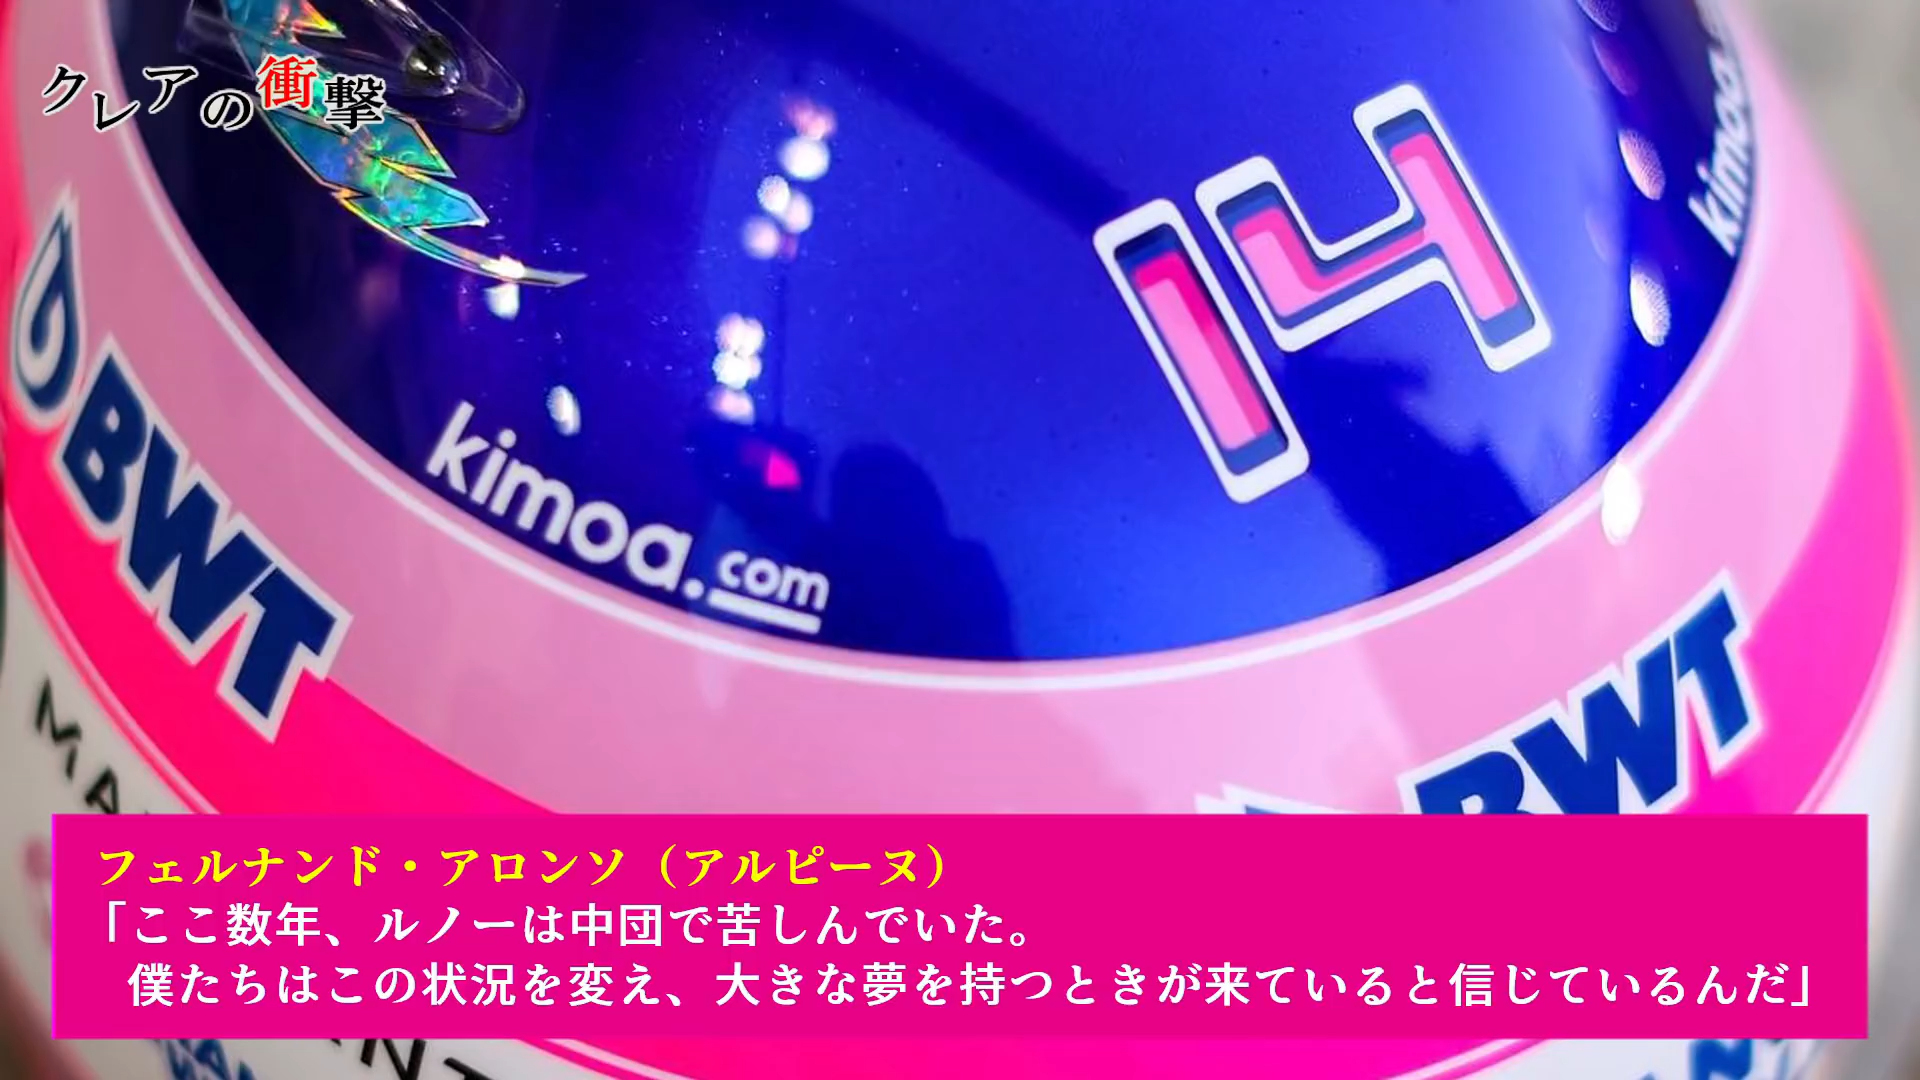 クレアの衝撃
14
kimoa.
kimoa.com
BWT
BWT
フェルナンド・アロンソ（アルピーヌ）
「ここ数年、ルノーは中団で苦しんでいた。
僕たちはこの状況を変え、大きな夢を持つときが来ていると信じているんだ」